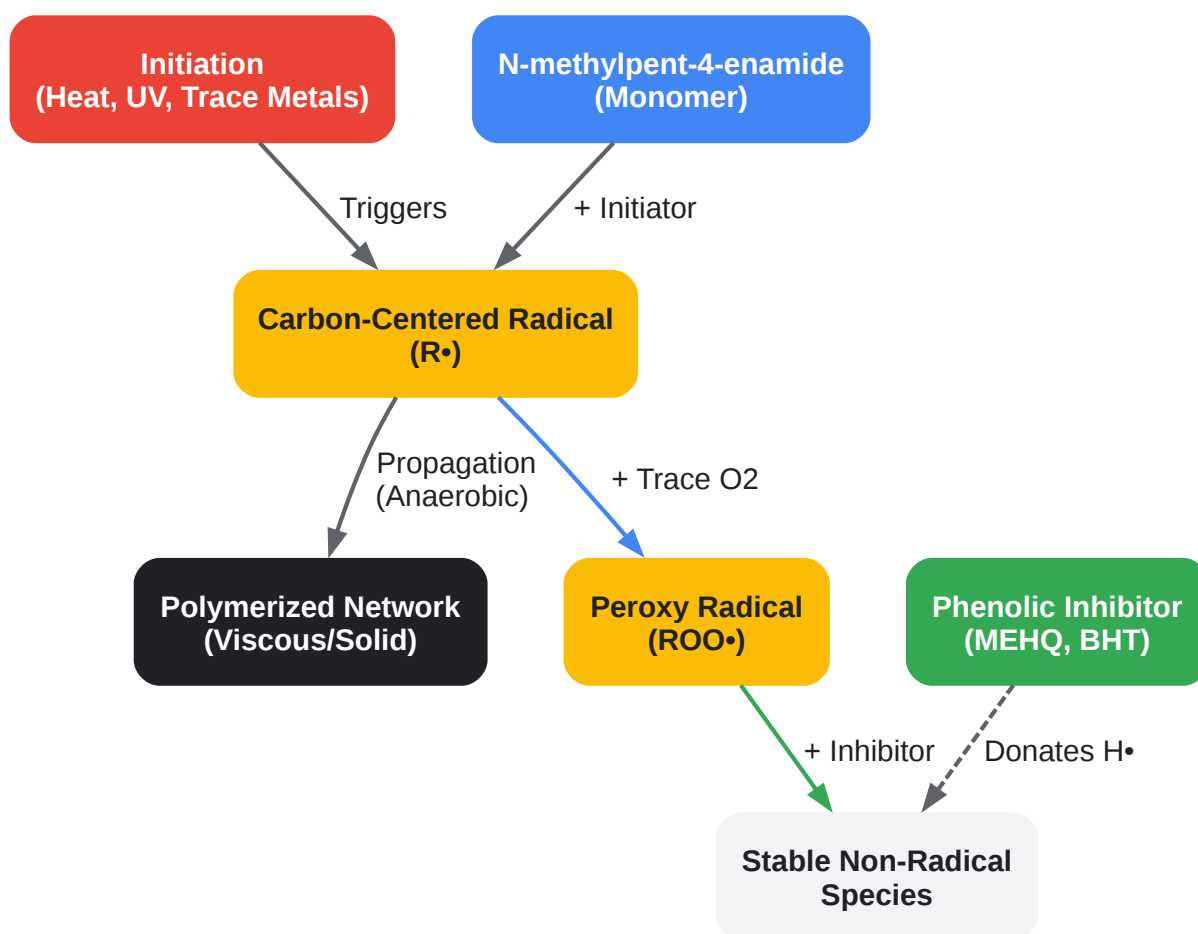 Initiation
(Heat, UV, Trace Metals)
N-methylpent-4-enamide
(Monomer)
Triggers
+ Initiator
Carbon-Centered Radical
(R•)
Propagation
(Anaerobic)
+ Trace O2
Polymerized Network
(Viscous/Solid)
Peroxy Radical
(ROO•)
Phenolic Inhibitor
(MEHQ, BHT)
+ Inhibitor
Donates H•
Stable Non-Radical
Species